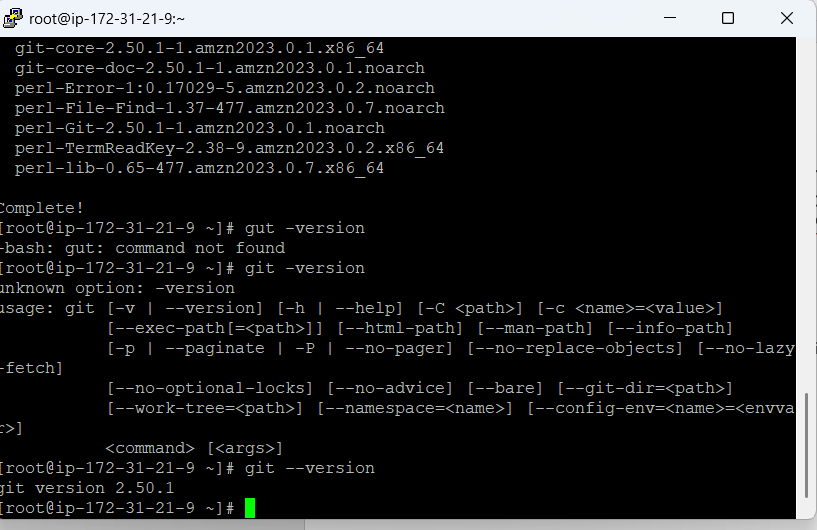 root@ip-172-31-21-9:~
git-core-2.50.1-1.amzn2023.0.1.x86_64
git-core-doc-2.50.1-1.amzn2023.0.1.noarch
perl-Error-1:0.17029-5.amzn2023.0.2.noarch
perl-File-Find-1.37-477.amzn2023.0.7.noarch
perl-Git-2.50.1-1.amzn2023.0.1.noarch
perl-TermReadKey-2.38-9.amzn2023.0.2.x86_64
perl-lib-0.65-477.amzn2023.0.7.x86_64
Complete!
[root@ip-172-31-21-9 ~]# gut -version
-bash: gut: command not found
[root@ip-172-31-21-9 ~]# git -version
unknown option: -version
usage: git [-v | --version] [-h | --help] [-C <path>] [-c <name>=<value>]
[--exec-path[=<path>]] [--html-path] [--man-path] [--info-path]
[-p | --paginate | -P | --no-pager] [--no-replace-objects] [--no-lazy
-fetch]
[--no-optional-locks] [--no-advice] [--bare] [--git-dir=<path>]
[--work-tree=<path>] [--namespace=<name>] [--config-env=<name>=<envva
r>]
<command> [<args>]
[root@ip-172-31-21-9 ~]# git --version
git version 2.50.1
[root@ip-172-31-21-9 ~]#